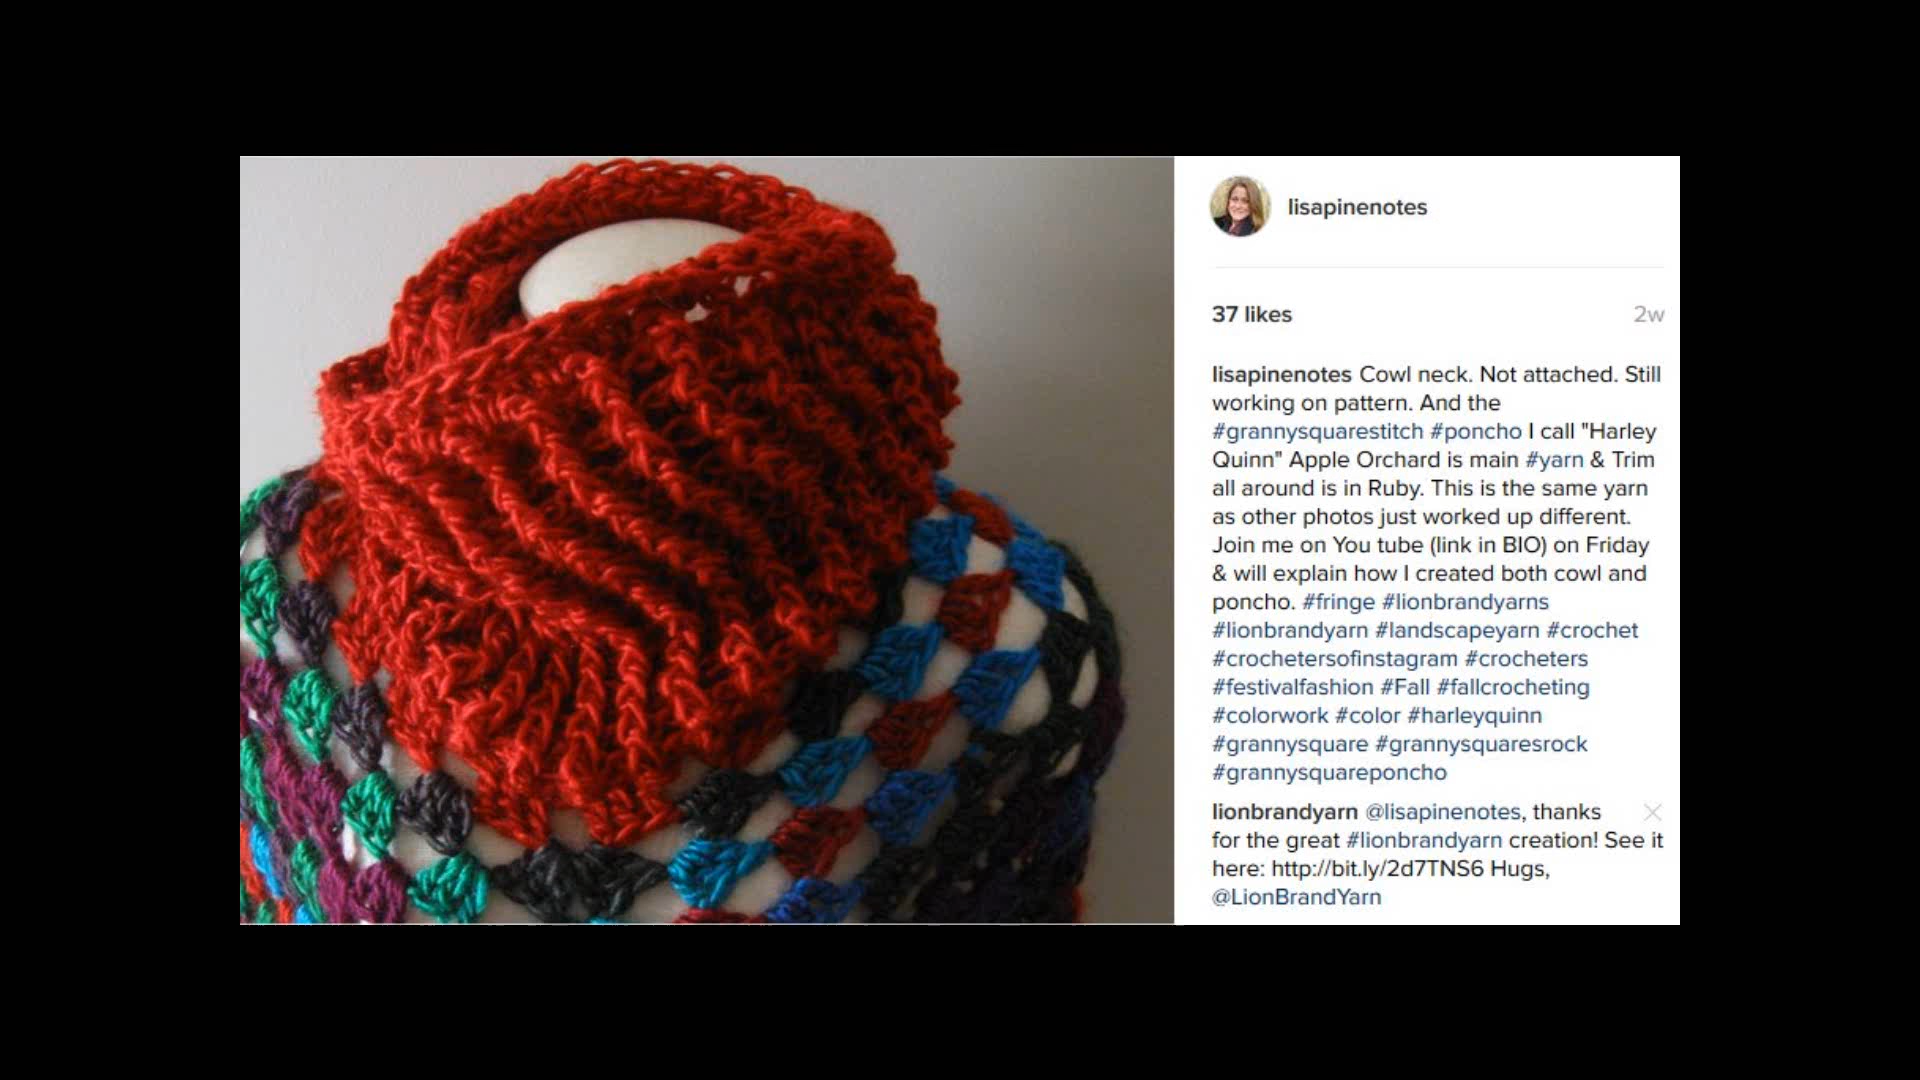 lisapinenotes
37 likes
2w
lisapinenotes Cowl neck. Not attached. Still
working on pattern. And the
#grannysquarestitch #poncho I call "Harley
Quinn" Apple Orchard is main #yarn & Trim
all around is in Ruby. This is the same yarn
as other photos just worked up different.
Join me on You tube (link in BIO) on Friday
& will explain how I created both cowl and
poncho. #fringe #lionbrandyarns
#lionbrandyarn #landscapeyarn #crochet
#crochetersofinstagram #crocheters
#festivalfashion #Fall #fallcrocheting
#colorwork #color #harleyquinn
#grannysquare #grannysquaresrock
#grannysquareponcho
lionbrandyarn @lisapinenotes, thanks
for the great #lionbrandyarn creation! See it
here: http://bit.ly/2d7TNS6 Hugs,
@LionBrandYarn